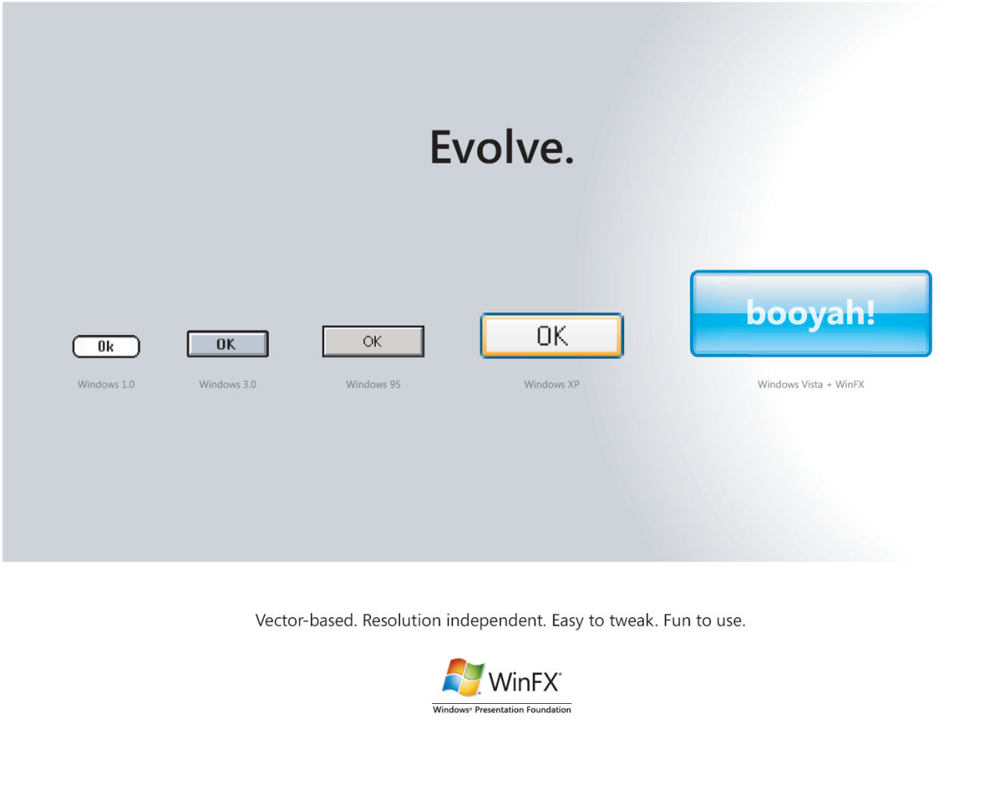 Evolve.
Ok
OK
OK
OK
booyah!
Windows 1.0
Windows 3.0
Windows 95
Windows XP
Windows Vista + WinFX
Vector-based. Resolution independent. Easy to tweak. Fun to use.
WinFX®
Windows® Presentation Foundation